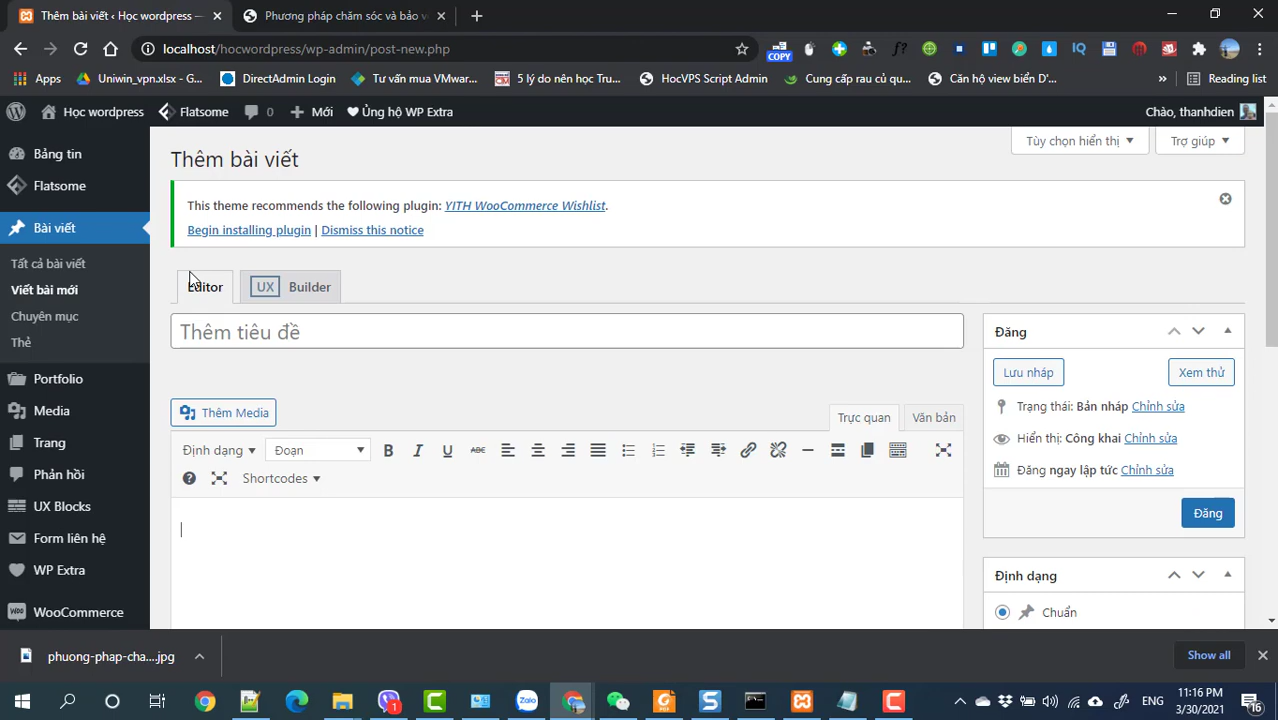 Thêm bài viết ‹ Học wordpress —
Phương pháp chăm sóc và bảo v
localhost/hocwordpress/wp-admin/post-new.php
COPY
f?
IQ
Apps
Uniwin_vpn.xlsx - G...
DirectAdmin Login
Tư vấn mua VMwar...
5 lý do nên học Tru...
HocVPS Script Admin
Cung cấp rau củ qu...
Căn hộ view biển D'...
»
Reading list
Học wordpress
Flatsome
0
Mới
Ủng hộ WP Extra
Chào, thanhdien
Bảng tin
Flatsome
Bài viết
Tất cả bài viết
Viết bài mới
Chuyên mục
Thẻ
Portfolio
Media
Trang
Phản hồi
UX Blocks
Form liên hệ
WP Extra
WooCommerce
Tùy chọn hiển thị
Trợ giúp
Thêm bài viết
This theme recommends the following plugin: YITH WooCommerce Wishlist.
Begin installing plugin | Dismiss this notice
Editor
UX Builder
Thêm tiêu đề
Thêm Media
Trực quan
Văn bản
Định dạng
Đoạn
B I U ABC
Shortcodes
Đăng
Lưu nháp
Xem thử
Trạng thái: Bản nháp Chỉnh sửa
Hiển thị: Công khai Chỉnh sửa
Đăng ngay lập tức Chỉnh sửa
Đăng
Định dạng
Chuẩn
phuong-phap-cha....jpg
Show all
1
ENG
11:16 PM
3/30/2021
16